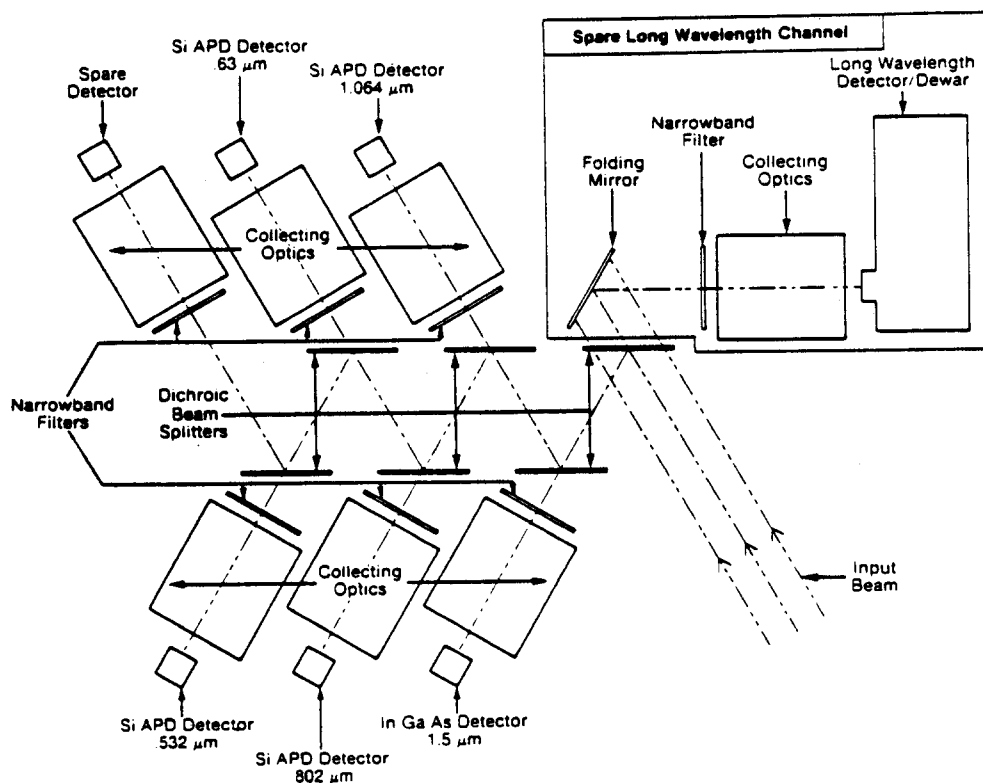 Spare Long Wavelength Channel
Si APD Detector
.63 μm
Si APD Detector
1.064 μm
Spare
Detector
Long Wavelength
Detector/Dewar
Narrowband
Filter
Folding
Mirror
Collecting
Optics
Collecting
Optics
Narrowband
Filters
Dichroic
Beam
Splitters
Collecting
Optics
Input
Beam
Si APD Detector
.532 μm
Si APD Detector
802 μm
In Ga As Detector
1.5 μm